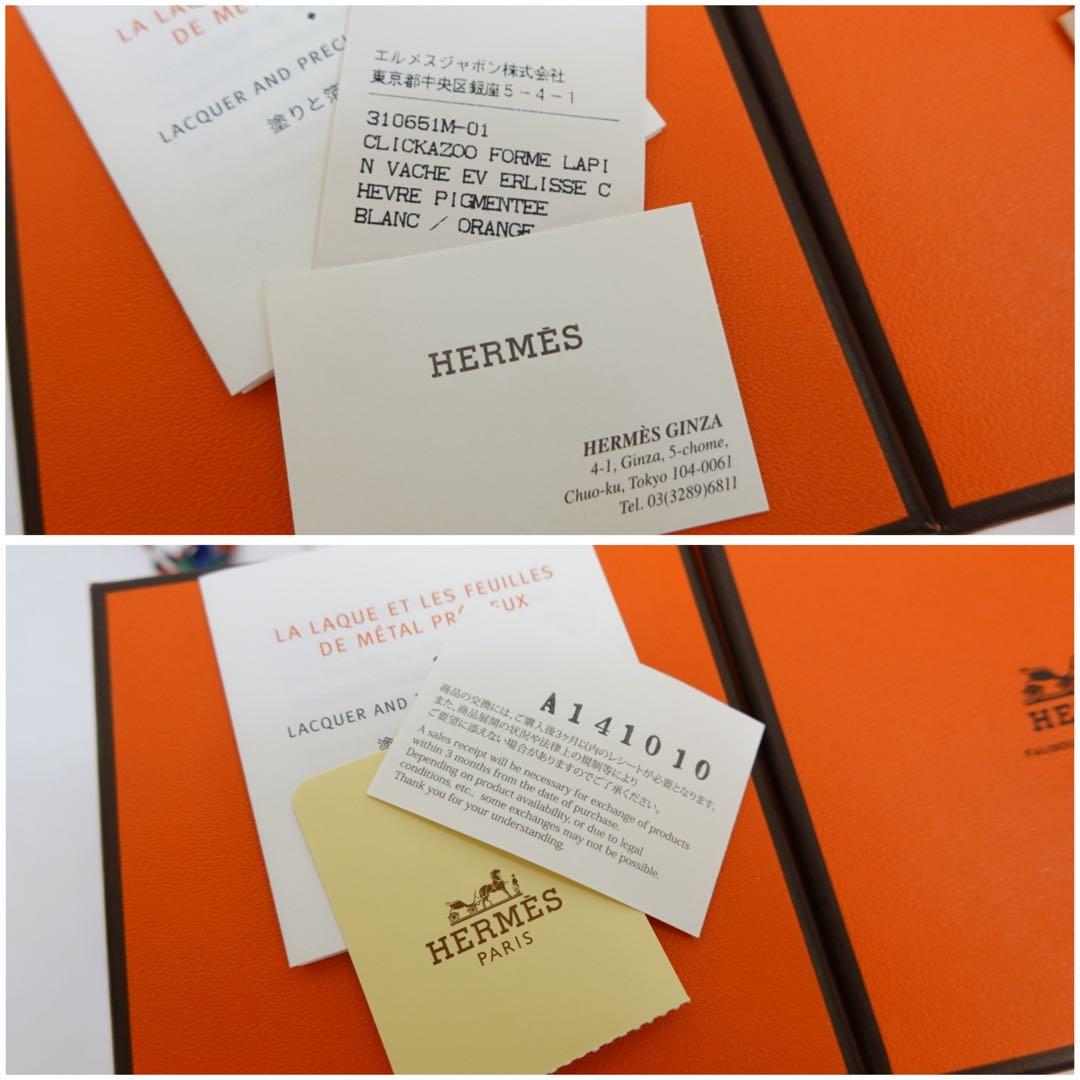 LA LAQ
DE MÉT
LACQUER AND PREC
塗りと箔
エルメスジャポン株式会社
東京都中央区銀座5-4-1
310651M-01
CLICKAZOO FORME LAPI
N VACHE EV ERLISSE C
HEVRE PIGMENTEE
BLANC / ORANGE
HERMÈS
HERMÈS GINZA
4-1, Ginza, 5-chome,
Chuo-ku, Tokyo 104-0061
Tel. 03(3289)6811
LA LAQUE ET LES FEUILLES
DE MÉTAL PR EUX
LACQUER AND
A141010
商品の交換には、ご購入後3ヶ月以内のレシートが必要となります。
また、商品展開の状況や法律上の規制等により
ご要望に添えない場合がありますのでご了承ください。
A sales receipt will be necessary for exchange of products
within 3 months from the date of purchase.
Depending on product availability, or due to legal
conditions, etc., some exchanges may not be possible.
Thank you for your understanding.
HERMÈS
PARIS
HE
FAUBOU